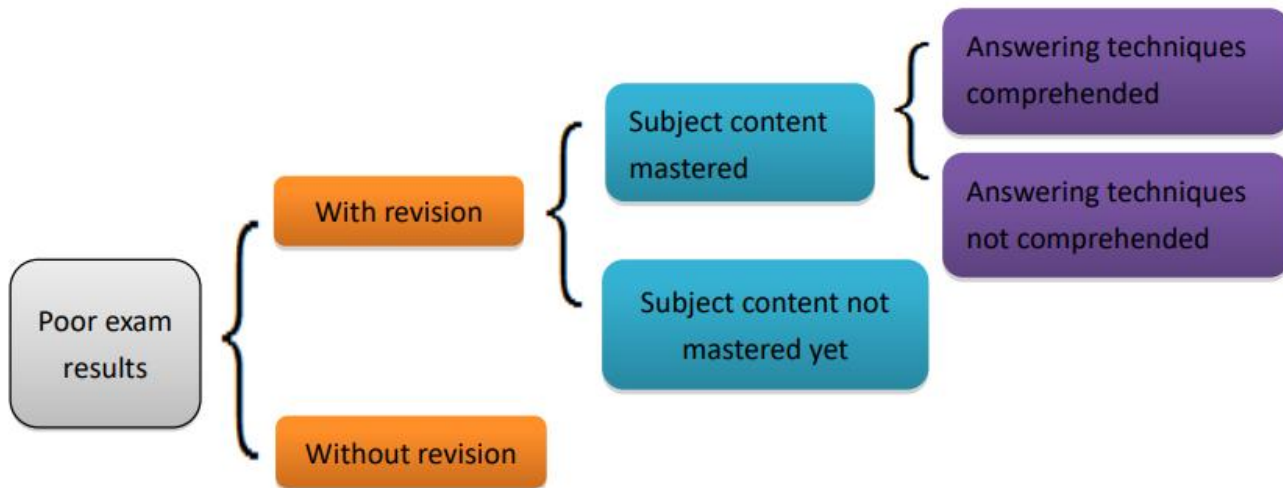 Poor exam
results
With revision
Without revision
Subject content
mastered
Subject content not
mastered yet
Answering techniques
comprehended
Answering techniques
not comprehended